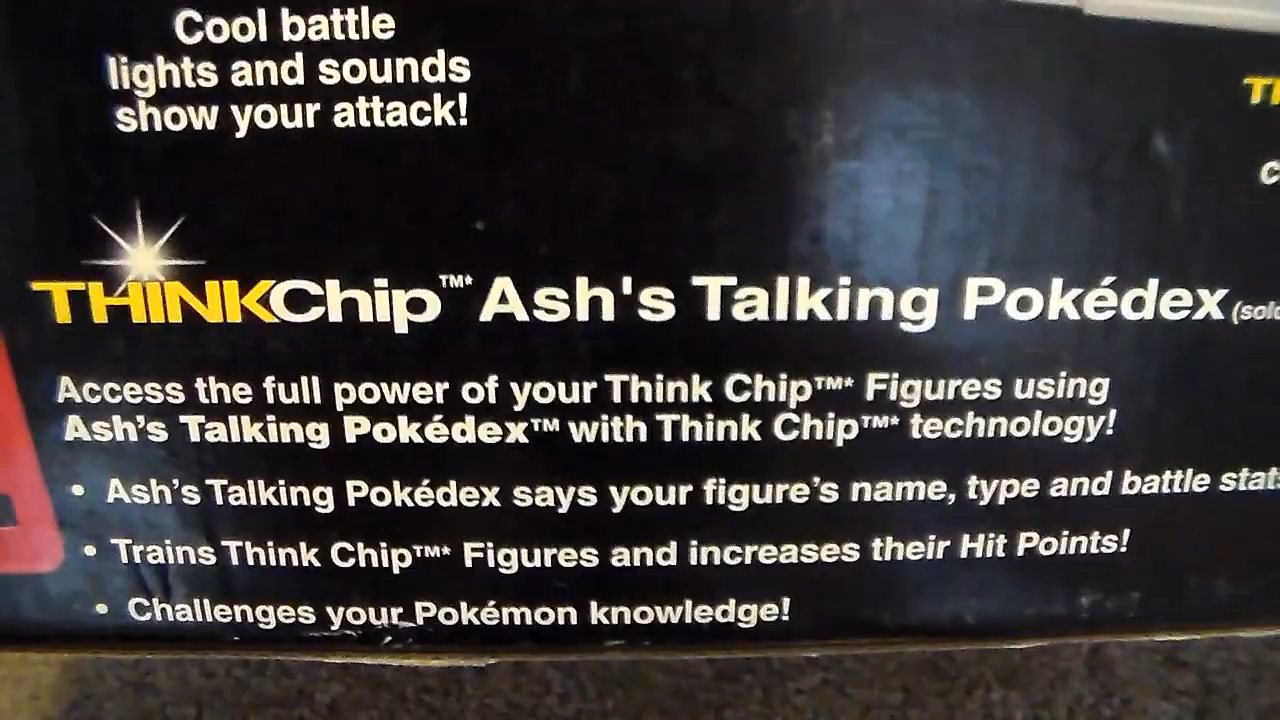 Cool battle
lights and sounds
show your attack!
THINKChip™* Ash's Talking Pokédex
Access the full power of your Think Chip™* Figures using
Ash's Talking Pokédex™ with Think Chip™* technology!
• Ash's Talking Pokédex says your figure's name, type and battle stats
• Trains Think Chip™* Figures and increases their Hit Points!
• Challenges your Pokémon knowledge!